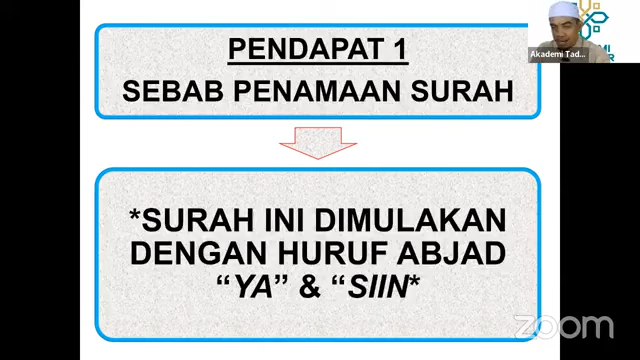 PENDAPAT 1
SEBAB PENAMAAN SURAH
*SURAH INI DIMULAKAN
DENGAN HURUF ABJAD
“YA” & “SIIN*
Akademi Tad...
zoom